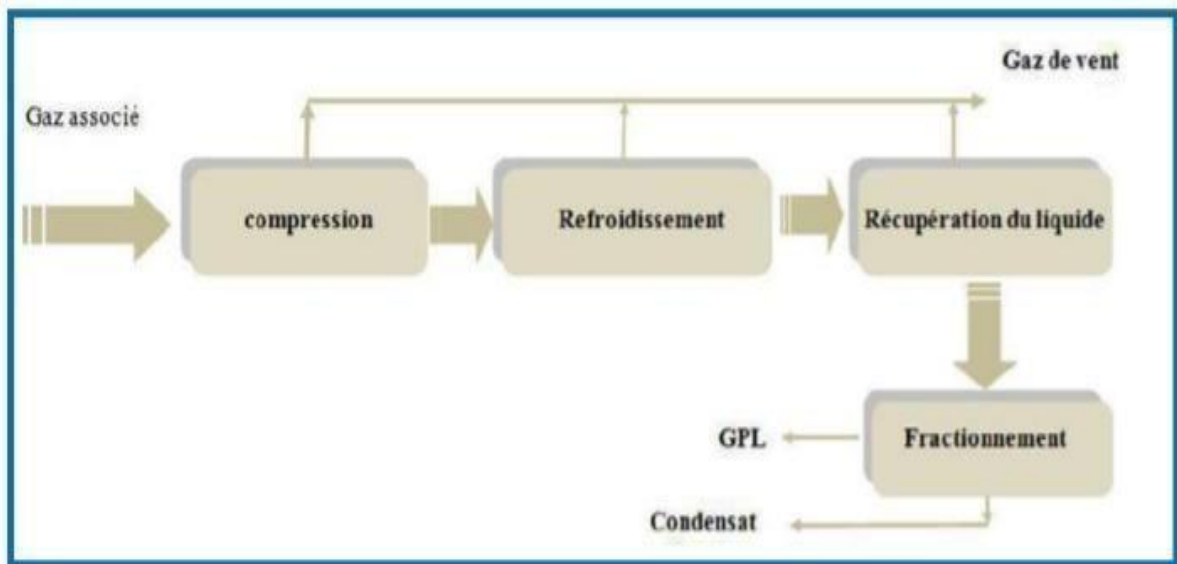 Gaz de vent
Gaz associé
compression
Refroidissement
Récupération du liquide
Fractionnement
GPL
Condensat